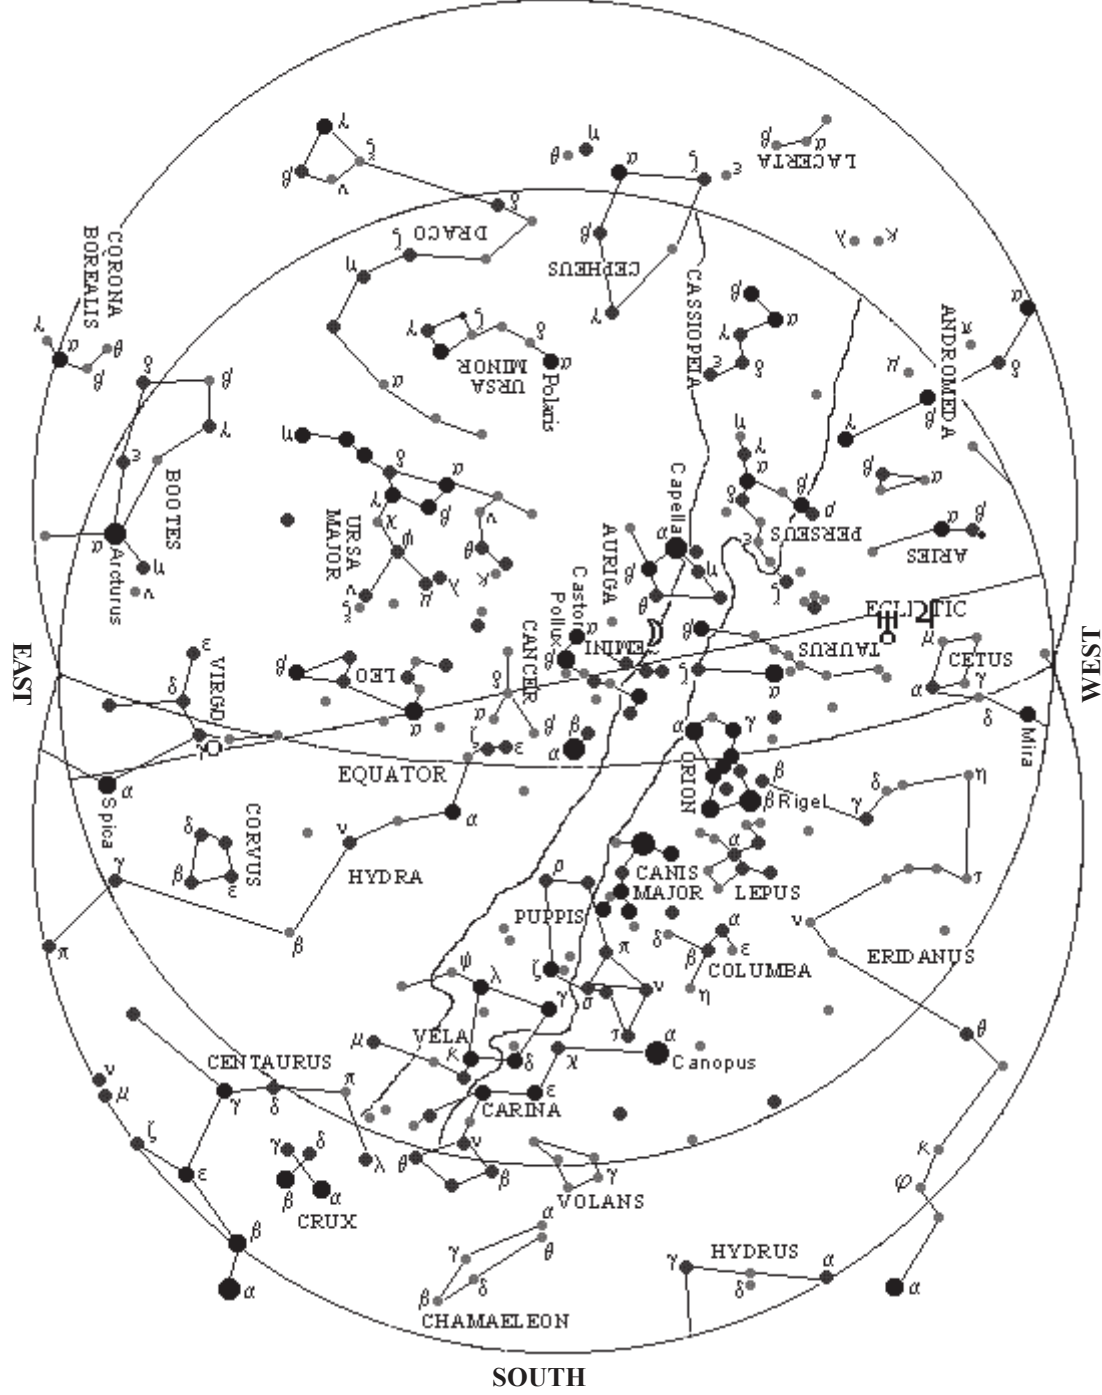 η
γ
θ
α
ζ
ε
β
α
LACERTA
ξ
β
ν
δ
β
λ
κ
DRACO
ζ
CEPHEUS
η
CORONA
BOREALIS
β
α
α
CASSIOPEIA
γ
γ
γ
ζ
δ
α
γ
π
ANDROMEDA
α
θ
β
URSA
MINOR
Polaris
ε
δ
μ
δ
δ
β
α
β
γ
η
η
γ
γ
ε
δ
α
α
β
α
BOOTES
Capella
δ
β
ρ
γ
β
PERSEUS
URSA
MAJOR
χ
ν
AURIGA
α
ε
α
β
ARIES
α
Arcturus
ψ
θ
η
η
κ
β
μ
λ
ν
ν
ξ
θ
ζ
Castor
Pollux
ECLIPTIC
♅
♃
EAST
WEST
ε
VIRGO
CANCER
α
GEMINI
β
TAURUS
μ
CETUS
β
LEO
δ
β
ζ
α
α
γ
δ
δ
γ
α
α
β
β
α
ζ
ε
α
γ
Mira
EQUATOR
ORION
β
Rigel
β
δ
η
γ
α
Spica
CORVUS
δ
ν
α
γ
β
ε
HYDRA
ρ
CANIS
MAJOR
α
LEPUS
τ
PUPPIS
ν
π
β
π
δ
α
β
ε
COLUMBA
ERIDANUS
ψ
λ
ζ
σ
ν
η
γ
τ
θ
μ
VELA
κ
δ
χ
α
Canopus
CENTAURUS
ν
μ
γ
δ
π
CARINA
ε
ζ
γ
δ
λ
θ
ν
β
κ
ε
β
α
CRUX
VOLANS
γ
φ
β
α
γ
θ
α
β
δ
CHAMAELEON
γ
HYDRUS
δ
α
α
SOUTH